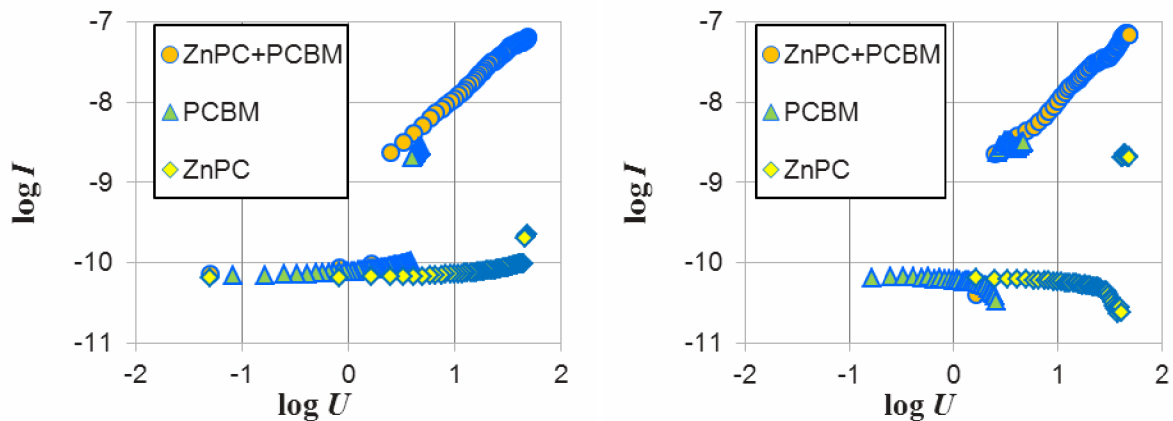 -7
-8
-9
-10
-11
log I
ZnPC+PCBM
PCBM
ZnPC
-2 -1 0 1 2
log U
-7
-8
-9
-10
-11
log I
ZnPC+PCBM
PCBM
ZnPC
-2 -1 0 1 2
log U